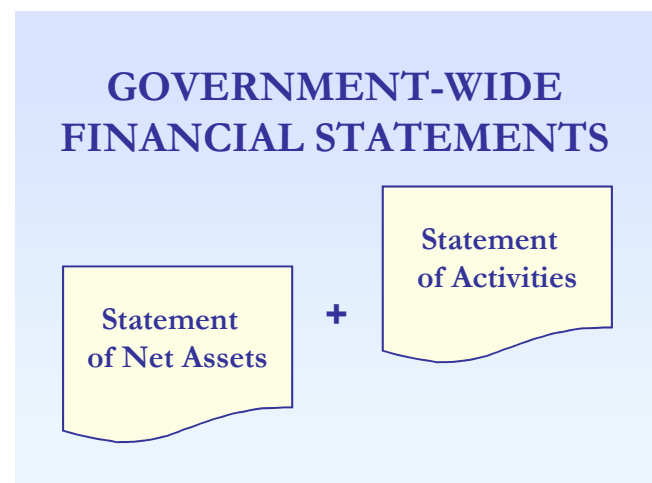 GOVERNMENT-WIDE
FINANCIAL STATEMENTS
Statement
of Net Assets
+
Statement
of Activities